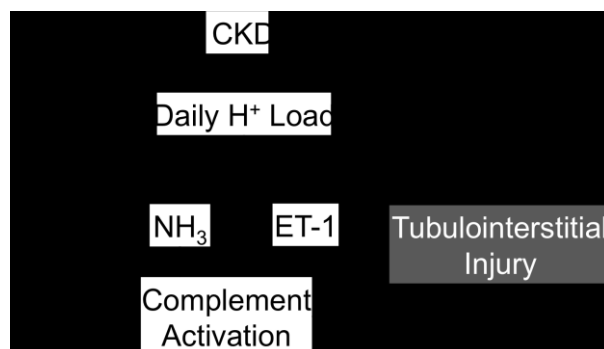 CKD
Daily H⁺ Load
NH₃
ET-1
Tubulointerstitial
Injury
Complement
Activation